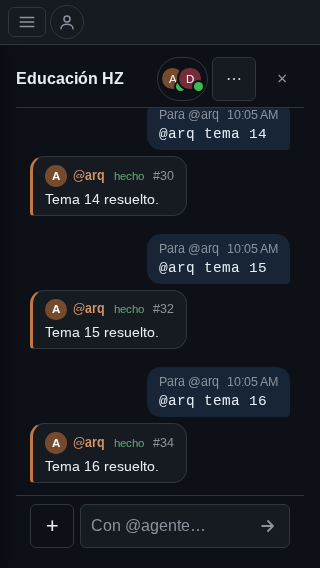 Educación HZ
A D
...
×
Para @arq 10:05 AM
@arq tema 14
A @arq hecho #30
Tema 14 resuelto.
Para @arq 10:05 AM
@arq tema 15
A @arq hecho #32
Tema 15 resuelto.
Para @arq 10:05 AM
@arq tema 16
A @arq hecho #34
Tema 16 resuelto.
+ Con @agente…